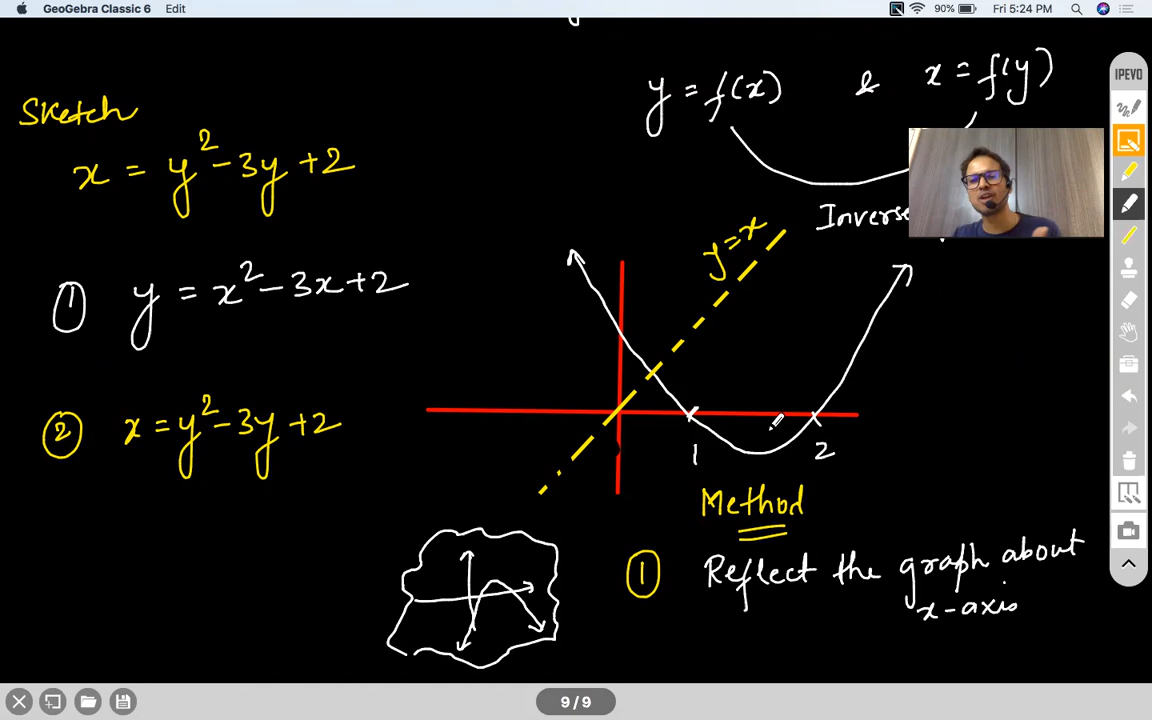 GeoGebra Classic 6 Edit 90% Fri 5:24 PM
IPEVO
y = f(x) & x = f(y)
Sketch
x = y² - 3y + 2
Inverse
y = x
① y = x² - 3x + 2
② x = y² - 3y + 2
1 2
Method
① Reflect the graph about
x-axis
9 / 9